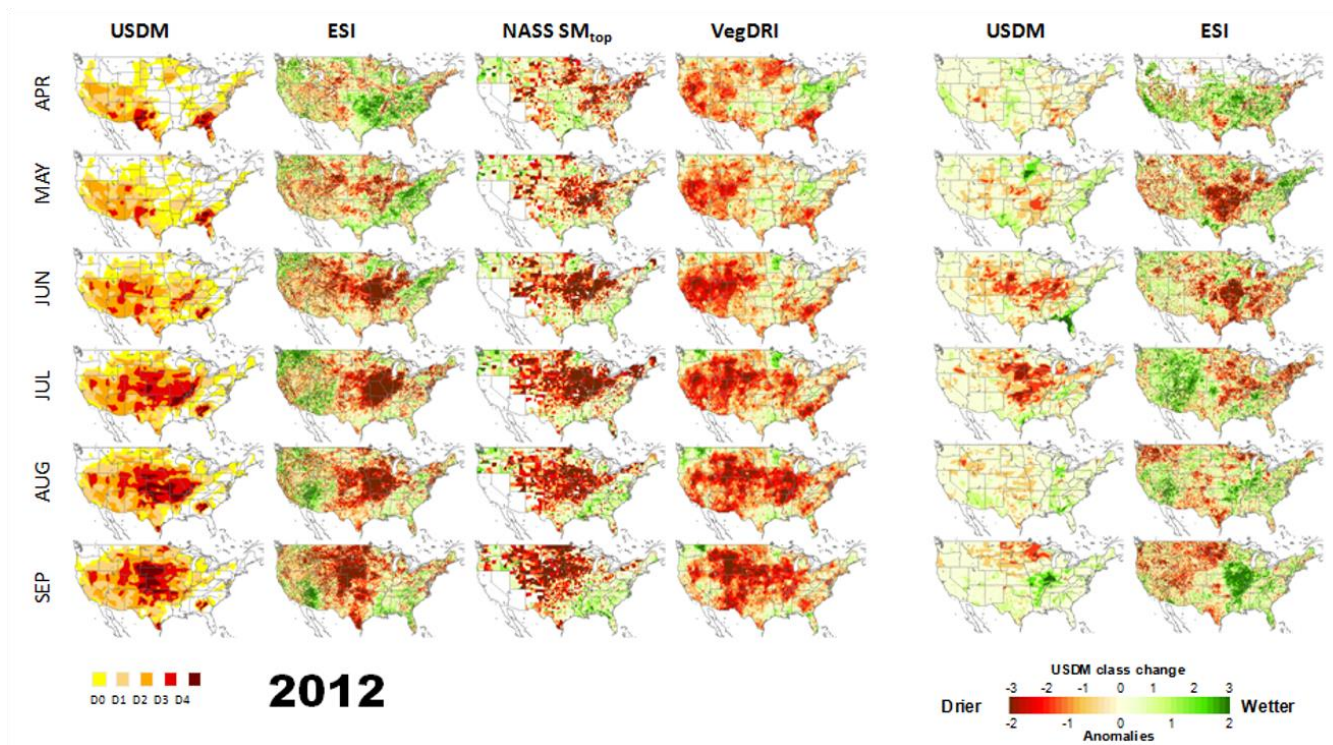 USDM ESI NASS SMtop VegDRI USDM ESI
APR
MAY
JUN
JUL
AUG
SEP
D0 D1 D2 D3 D4
2012
USDM class change
-3 -2 -1 0 1 2 3
Drier Wetter
-2 -1 0 1 2
Anomalies